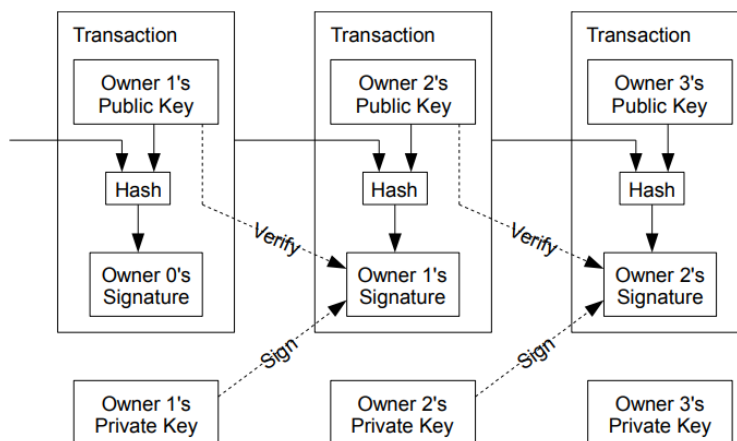 Transaction
Transaction
Transaction
Owner 1's
Public Key
Owner 2's
Public Key
Owner 3's
Public Key
Hash
Hash
Hash
Verify
Verify
Owner 0's
Signature
Owner 1's
Signature
Owner 2's
Signature
Sign
Sign
Owner 1's
Private Key
Owner 2's
Private Key
Owner 3's
Private Key